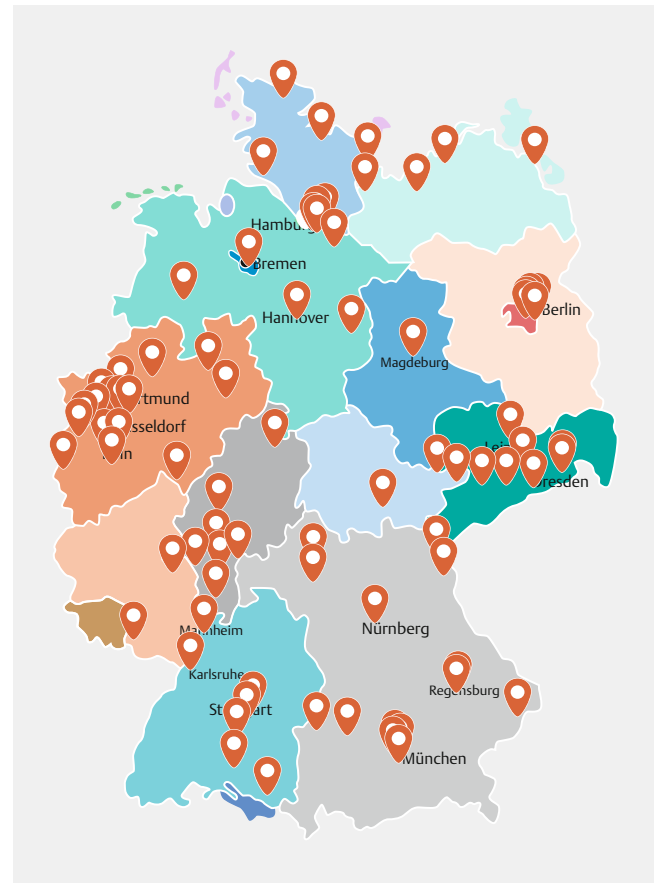 Hamburg
Bremen
Hannover
Berlin
Magdeburg
Dresden
Nürnberg
Mannheim
Karlsruhe
Regensburg
München